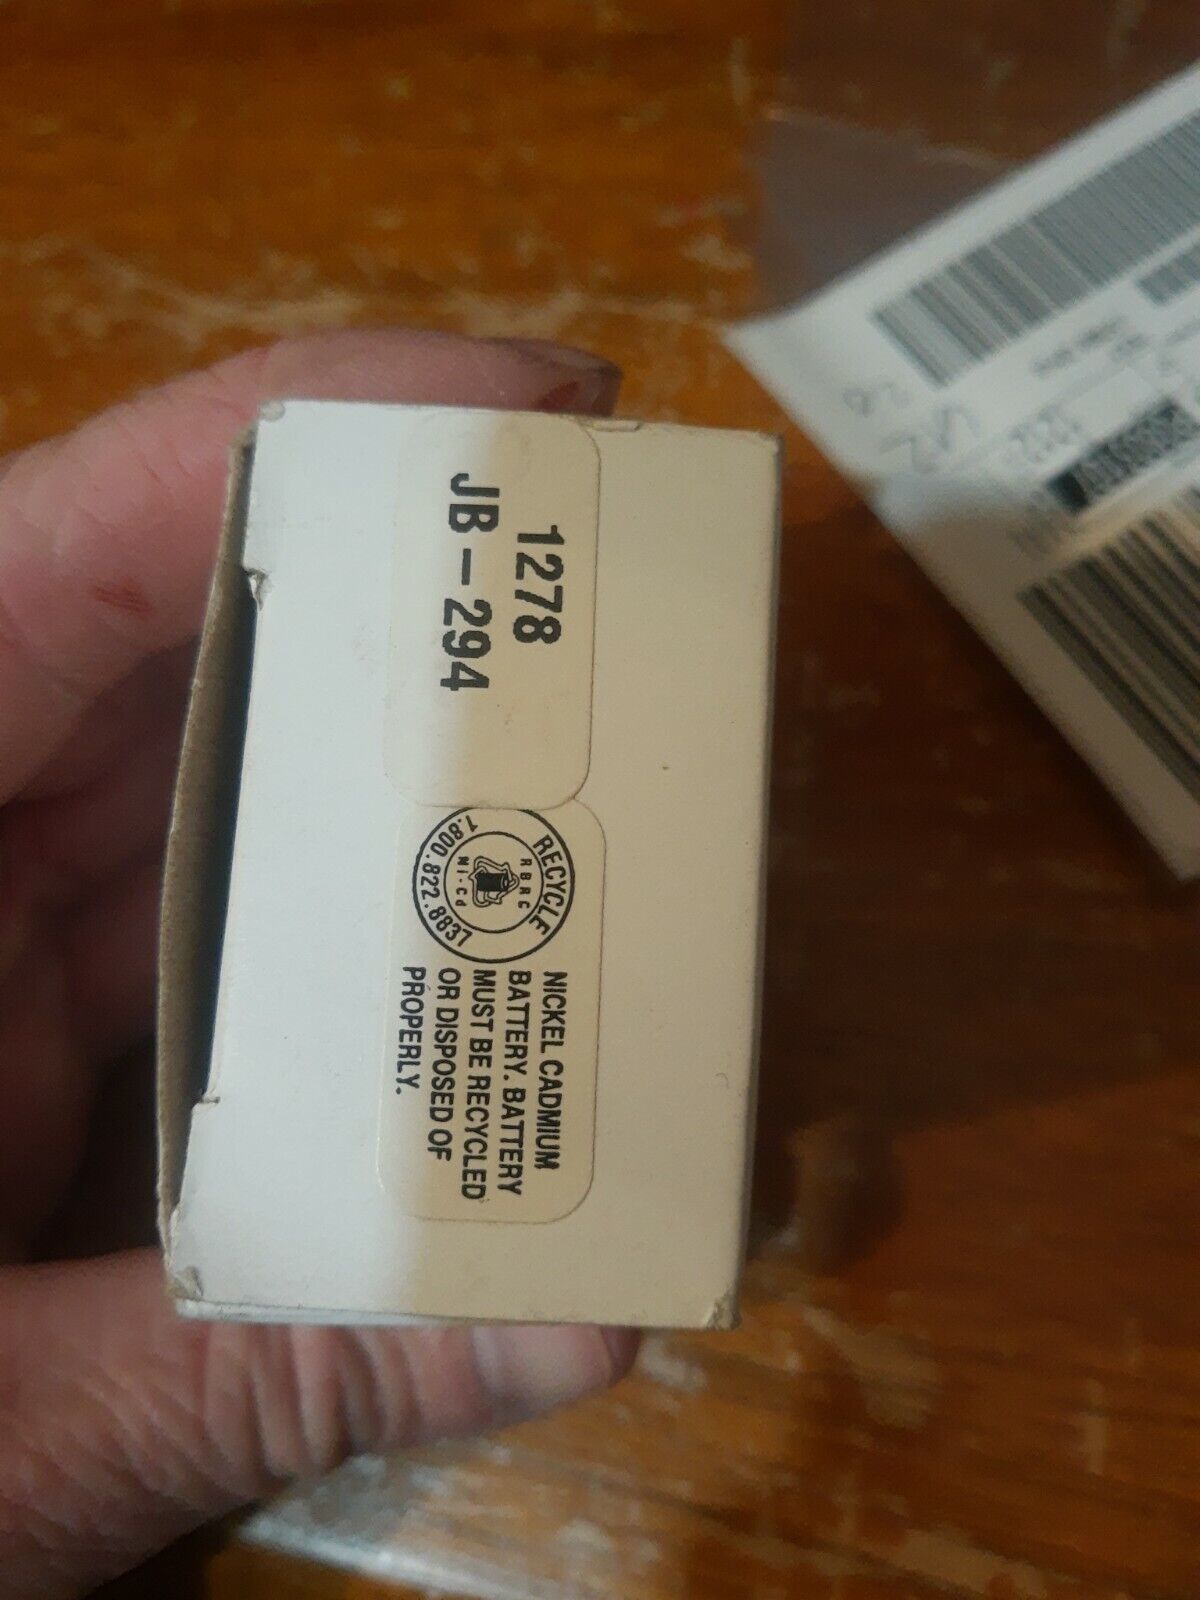 1278
JB-294
RECYCLE
RBRC
Ni-Cd
1.800.822.8837
NICKEL CADMIUM
BATTERY. BATTERY
MUST BE RECYCLED
OR DISPOSED OF
PROPERLY.